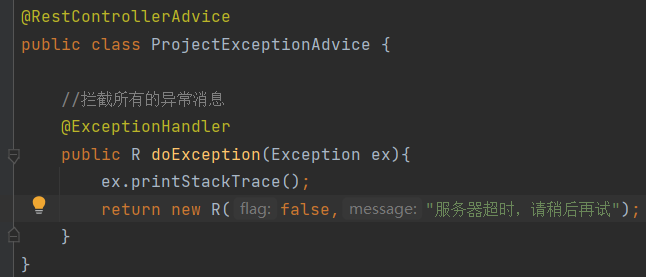 @RestControllerAdvice
public class ProjectExceptionAdvice {
//拦截所有的异常消息
@ExceptionHandler
public R doException(Exception ex){
ex.printStackTrace();
return new R( flag: false, message: "服务器超时，请稍后再试");
}
}